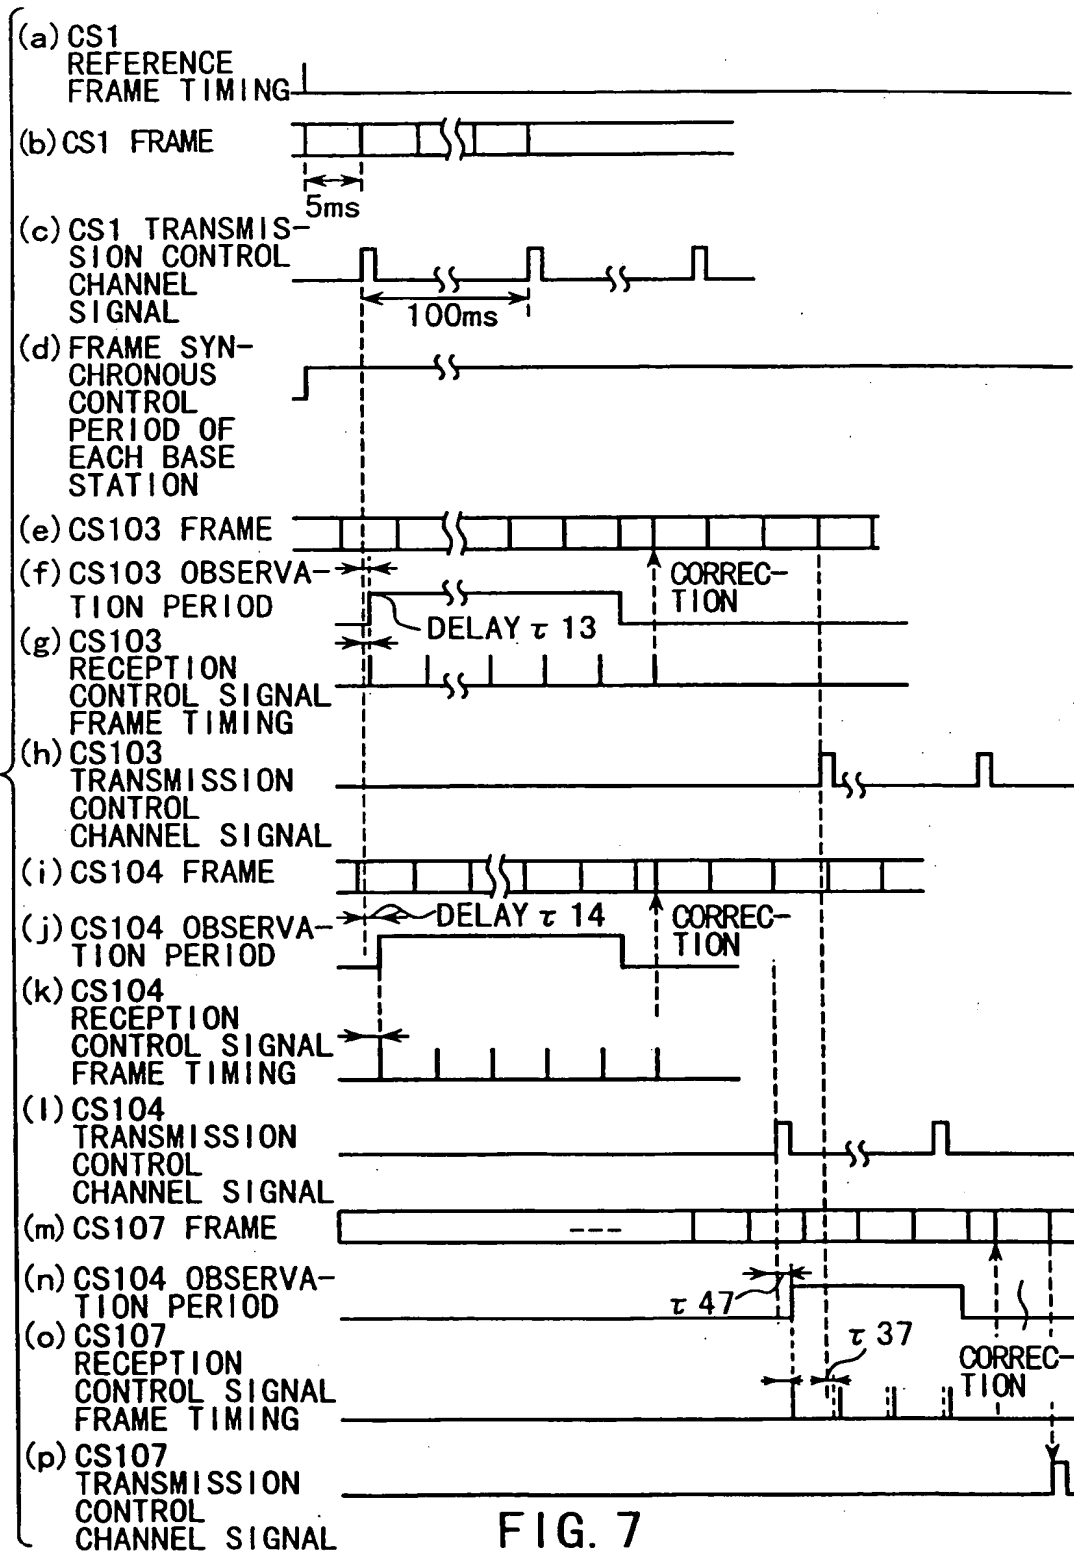 (a) CS1
REFERENCE
FRAME TIMING
(b) CS1 FRAME
5ms
(c) CS1 TRANSMIS-
SION CONTROL
CHANNEL
SIGNAL
100ms
(d) FRAME SYN-
CHRONOUS
CONTROL
PERIOD OF
EACH BASE
STATION
(e) CS103 FRAME
(f) CS103 OBSERVA-
TION PERIOD
CORREC-
TION
DELAY τ 13
(g) CS103
RECEPTION
CONTROL SIGNAL
FRAME TIMING
(h) CS103
TRANSMISSION
CONTROL
CHANNEL SIGNAL
(i) CS104 FRAME
DELAY τ 14
CORREC-
TION
(j) CS104 OBSERVA-
TION PERIOD
(k) CS104
RECEPTION
CONTROL SIGNAL
FRAME TIMING
(l) CS104
TRANSMISSION
CONTROL
CHANNEL SIGNAL
(m) CS107 FRAME
(n) CS104 OBSERVA-
TION PERIOD
τ 47
(o) CS107
RECEPTION
CONTROL SIGNAL
FRAME TIMING
τ 37
CORREC-
TION
(p) CS107
TRANSMISSION
CONTROL
CHANNEL SIGNAL
FIG. 7